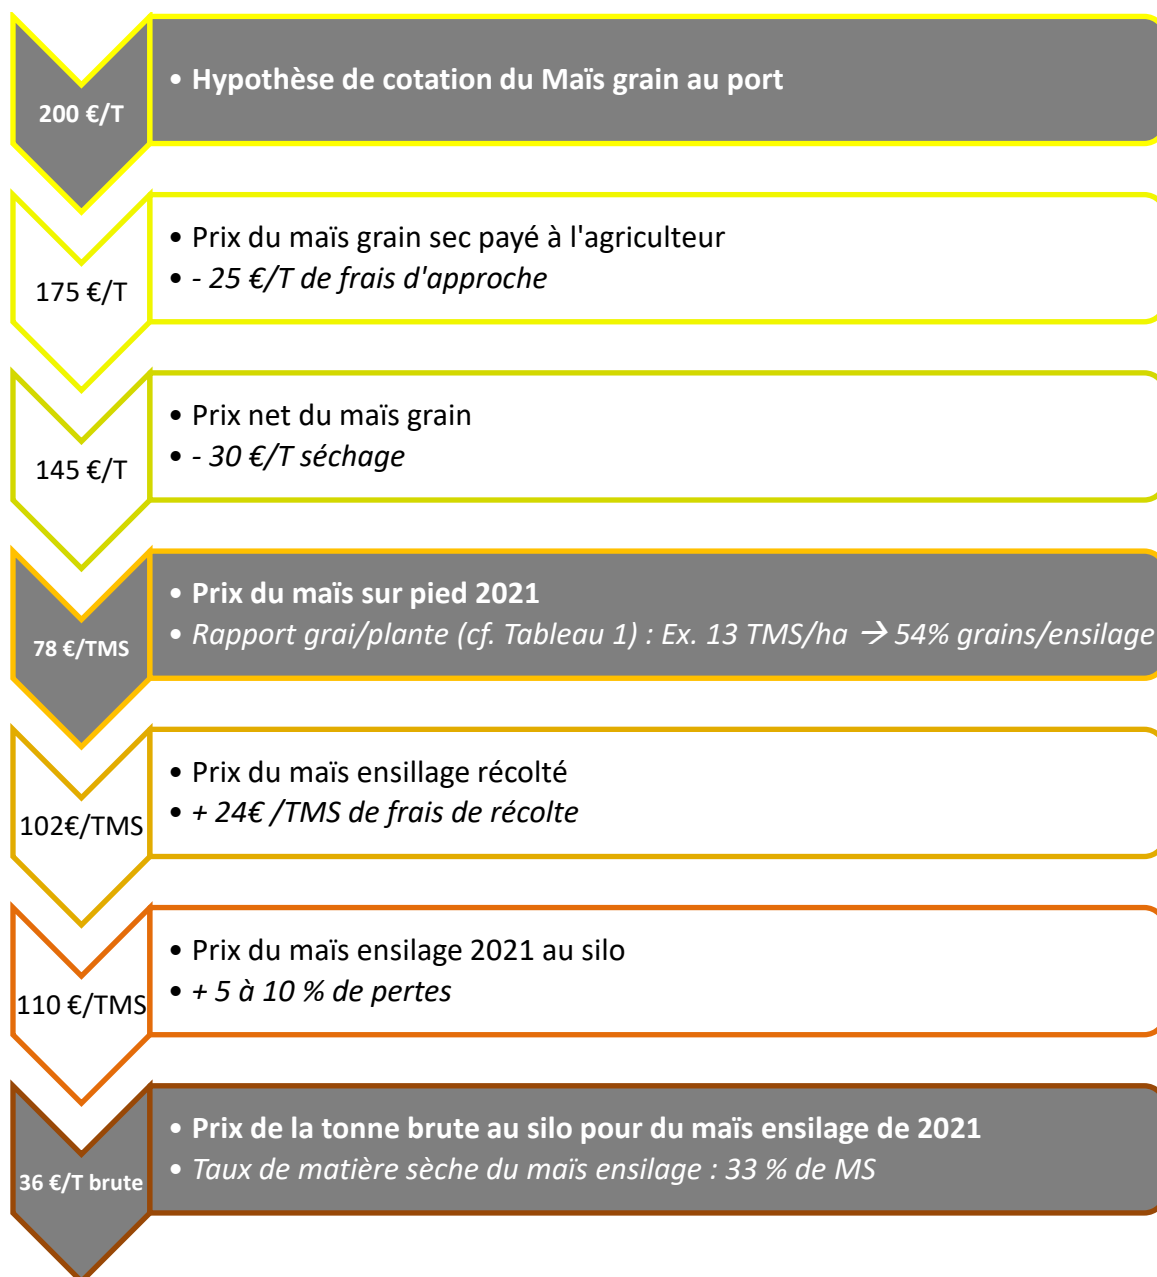 200 €/T
• Hypothèse de cotation du Maïs grain au port
175 €/T
• Prix du maïs grain sec payé à l'agriculteur
• - 25 €/T de frais d'approche
145 €/T
• Prix net du maïs grain
• - 30 €/T séchage
78 €/TMS
• Prix du maïs sur pied 2021
• Rapport grai/plante (cf. Tableau 1) : Ex. 13 TMS/ha → 54% grains/ensilage
102€/TMS
• Prix du maïs ensillage récolté
• + 24€ /TMS de frais de récolte
110 €/TMS
• Prix du maïs ensilage 2021 au silo
• + 5 à 10 % de pertes
36 €/T brute
• Prix de la tonne brute au silo pour du maïs ensilage de 2021
• Taux de matière sèche du maïs ensilage : 33 % de MS